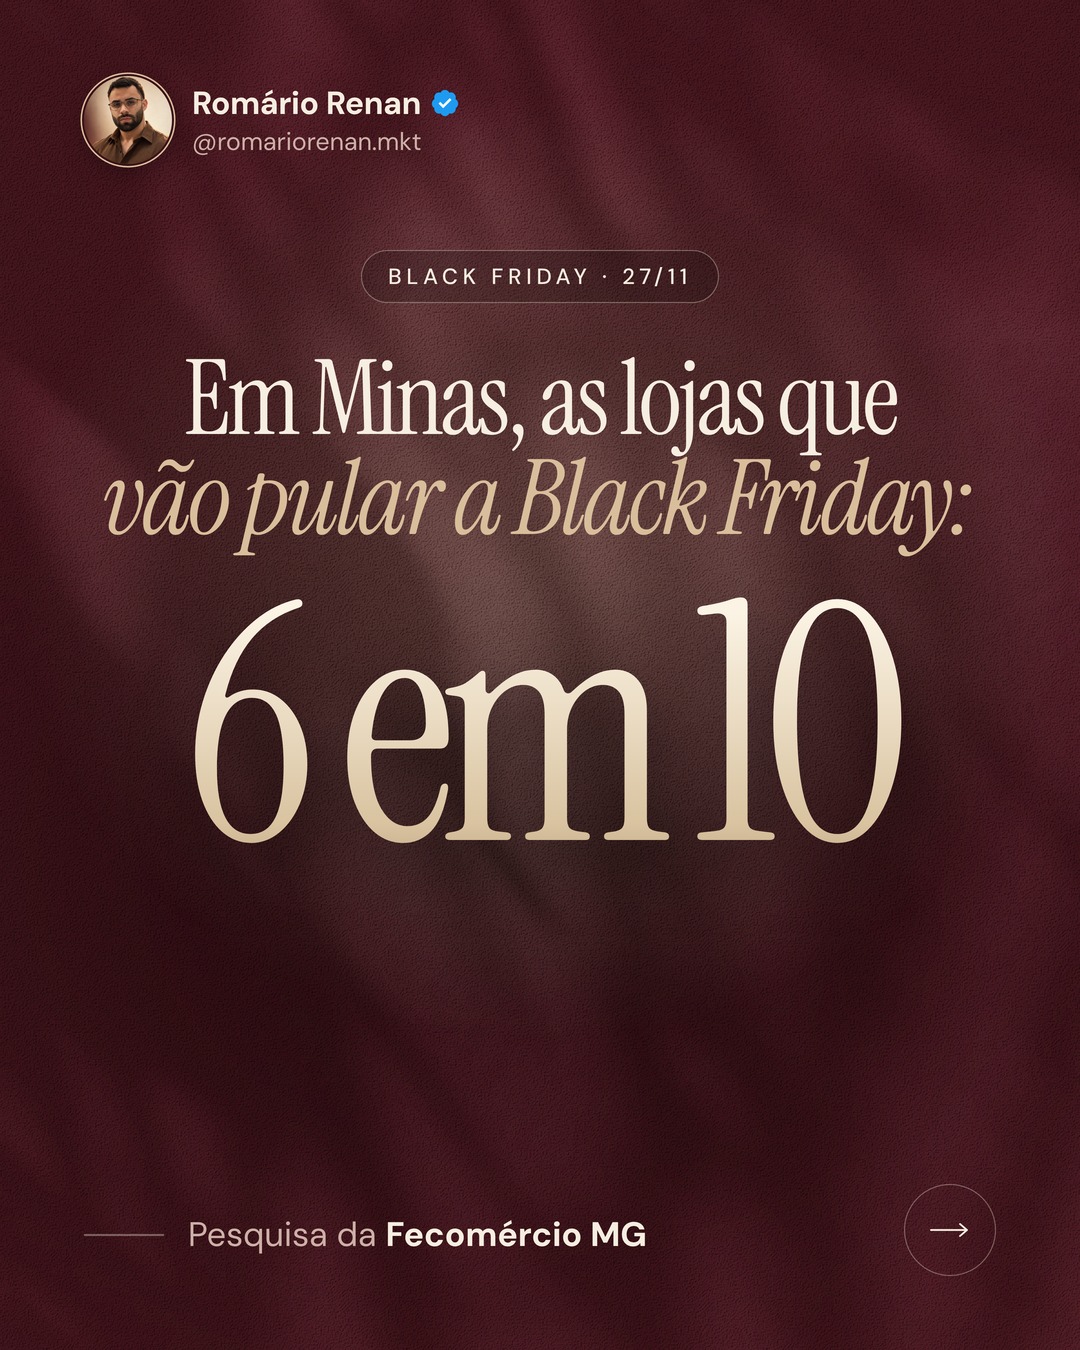 Romário Renan
@romariorenan.mkt
BLACK FRIDAY · 27/11
Em Minas, as lojas que
vão pular a Black Friday:
6 em 10
Pesquisa da Fecomércio MG